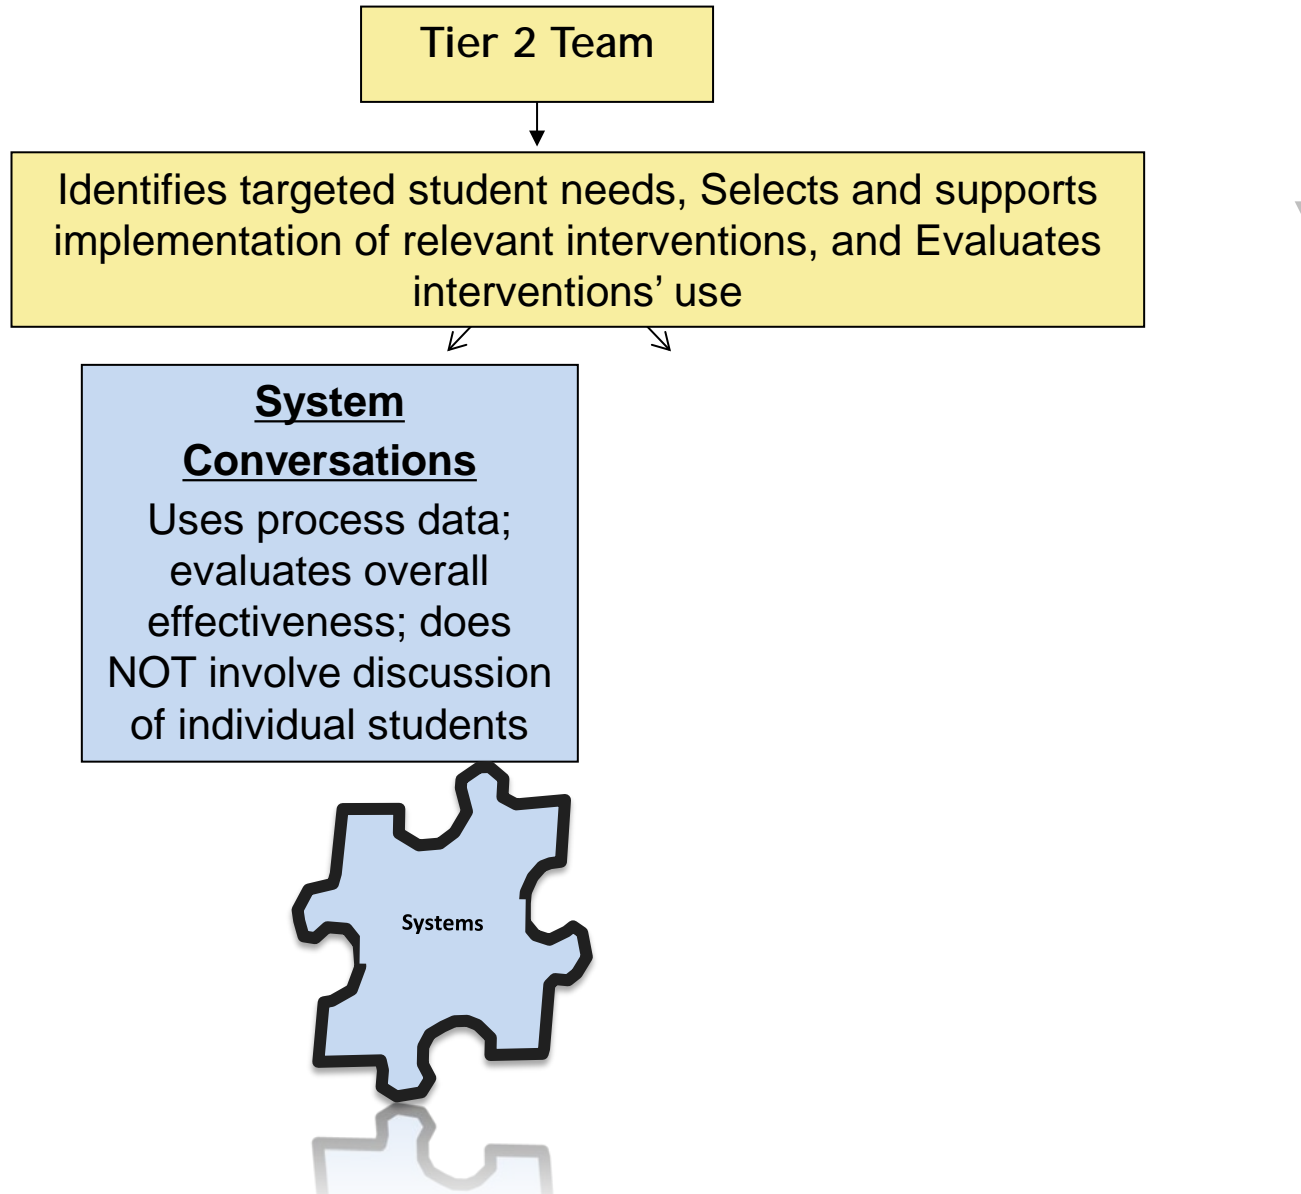 Tier 2 Team
Identifies targeted student needs, Selects and supports
implementation of relevant interventions, and Evaluates
interventions’ use
System
Conversations
Uses process data;
evaluates overall
effectiveness; does
NOT involve discussion
of individual students
Systems